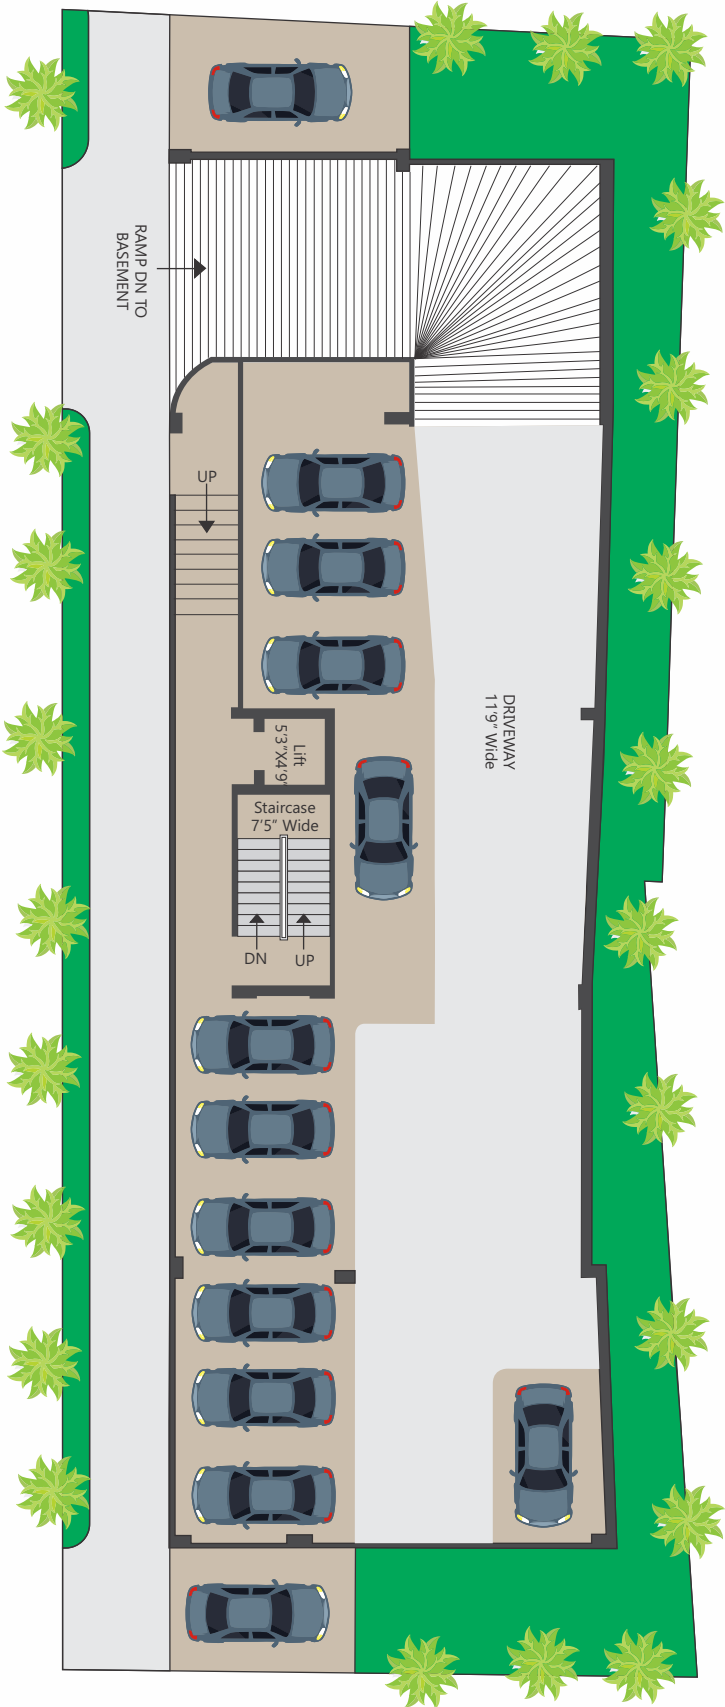 RAMP DN TO
BASEMENT
UP
DRIVEWAY
11'9" Wide
Lift
5'3"X4'9"
Staircase
7'5" Wide
DN
UP